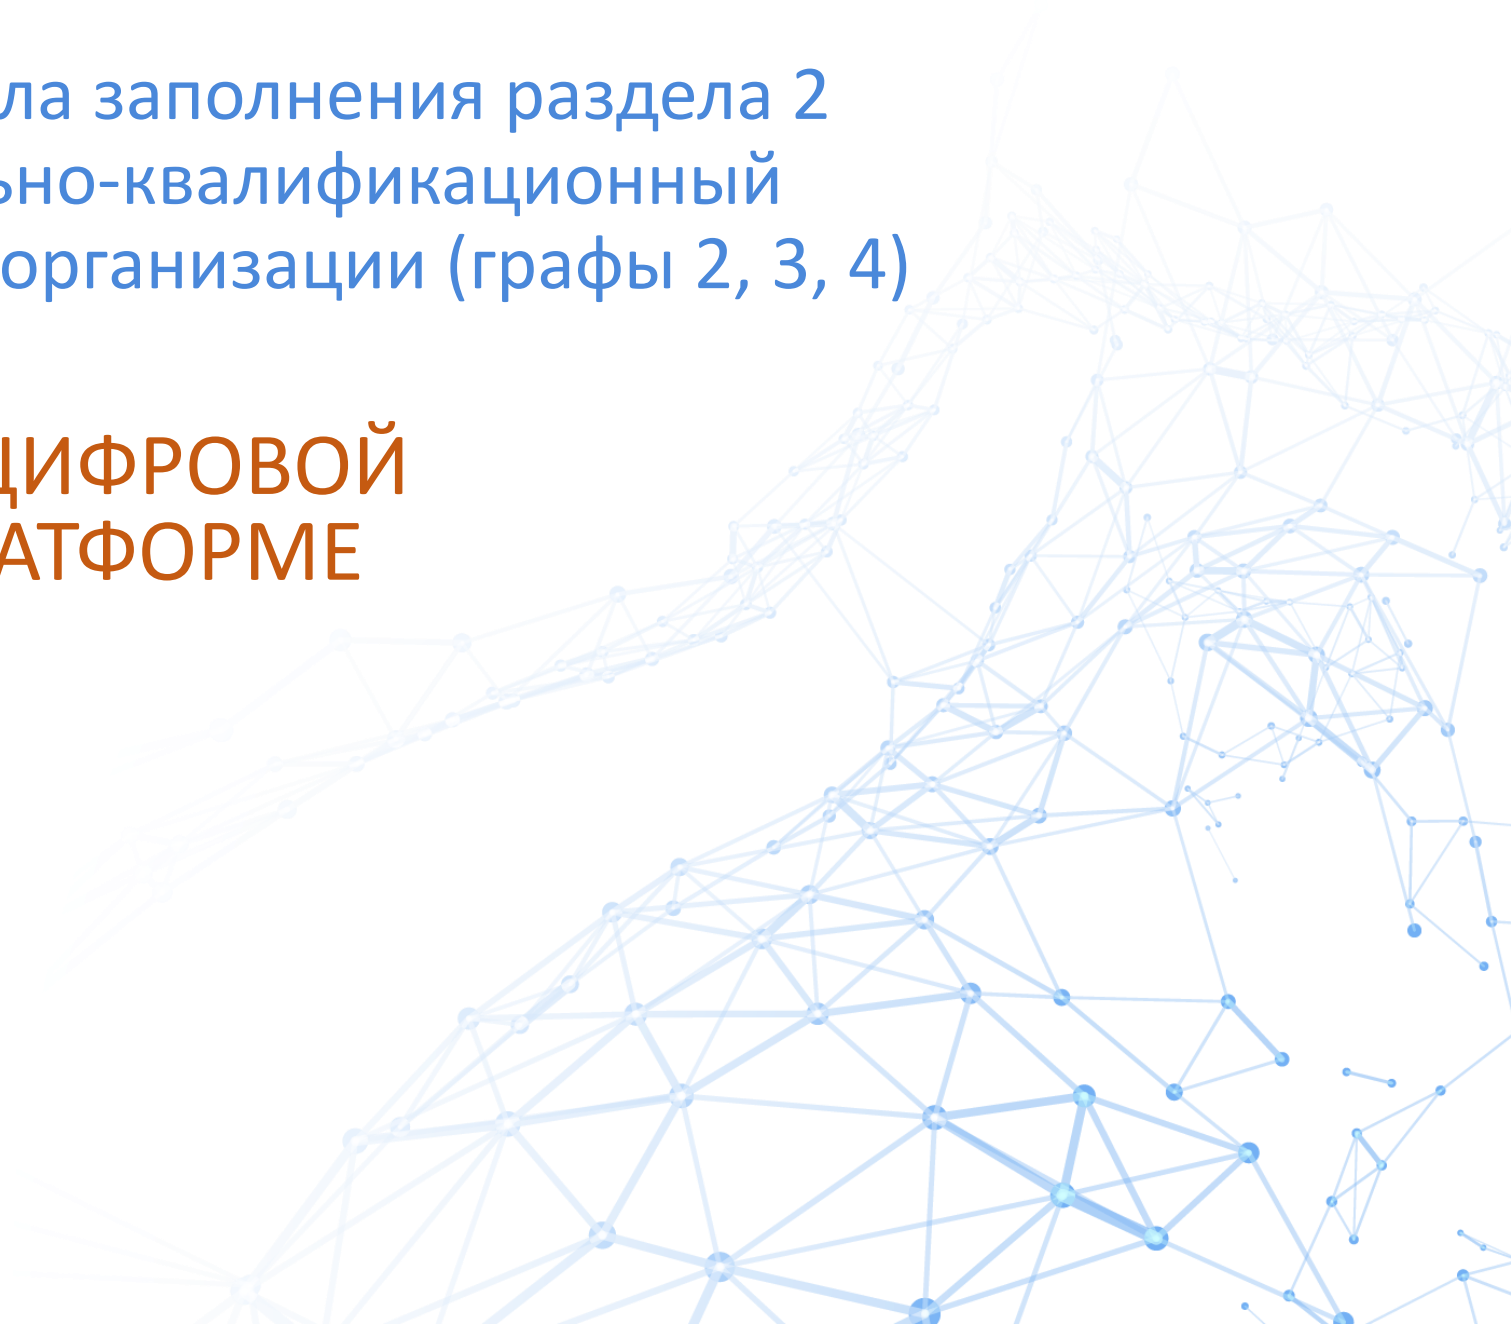 ла заполнения раздела 2
ьно-квалификационный
организации (графы 2, 3, 4)
ЦИФРОВОЙ
АТФОРМЕ